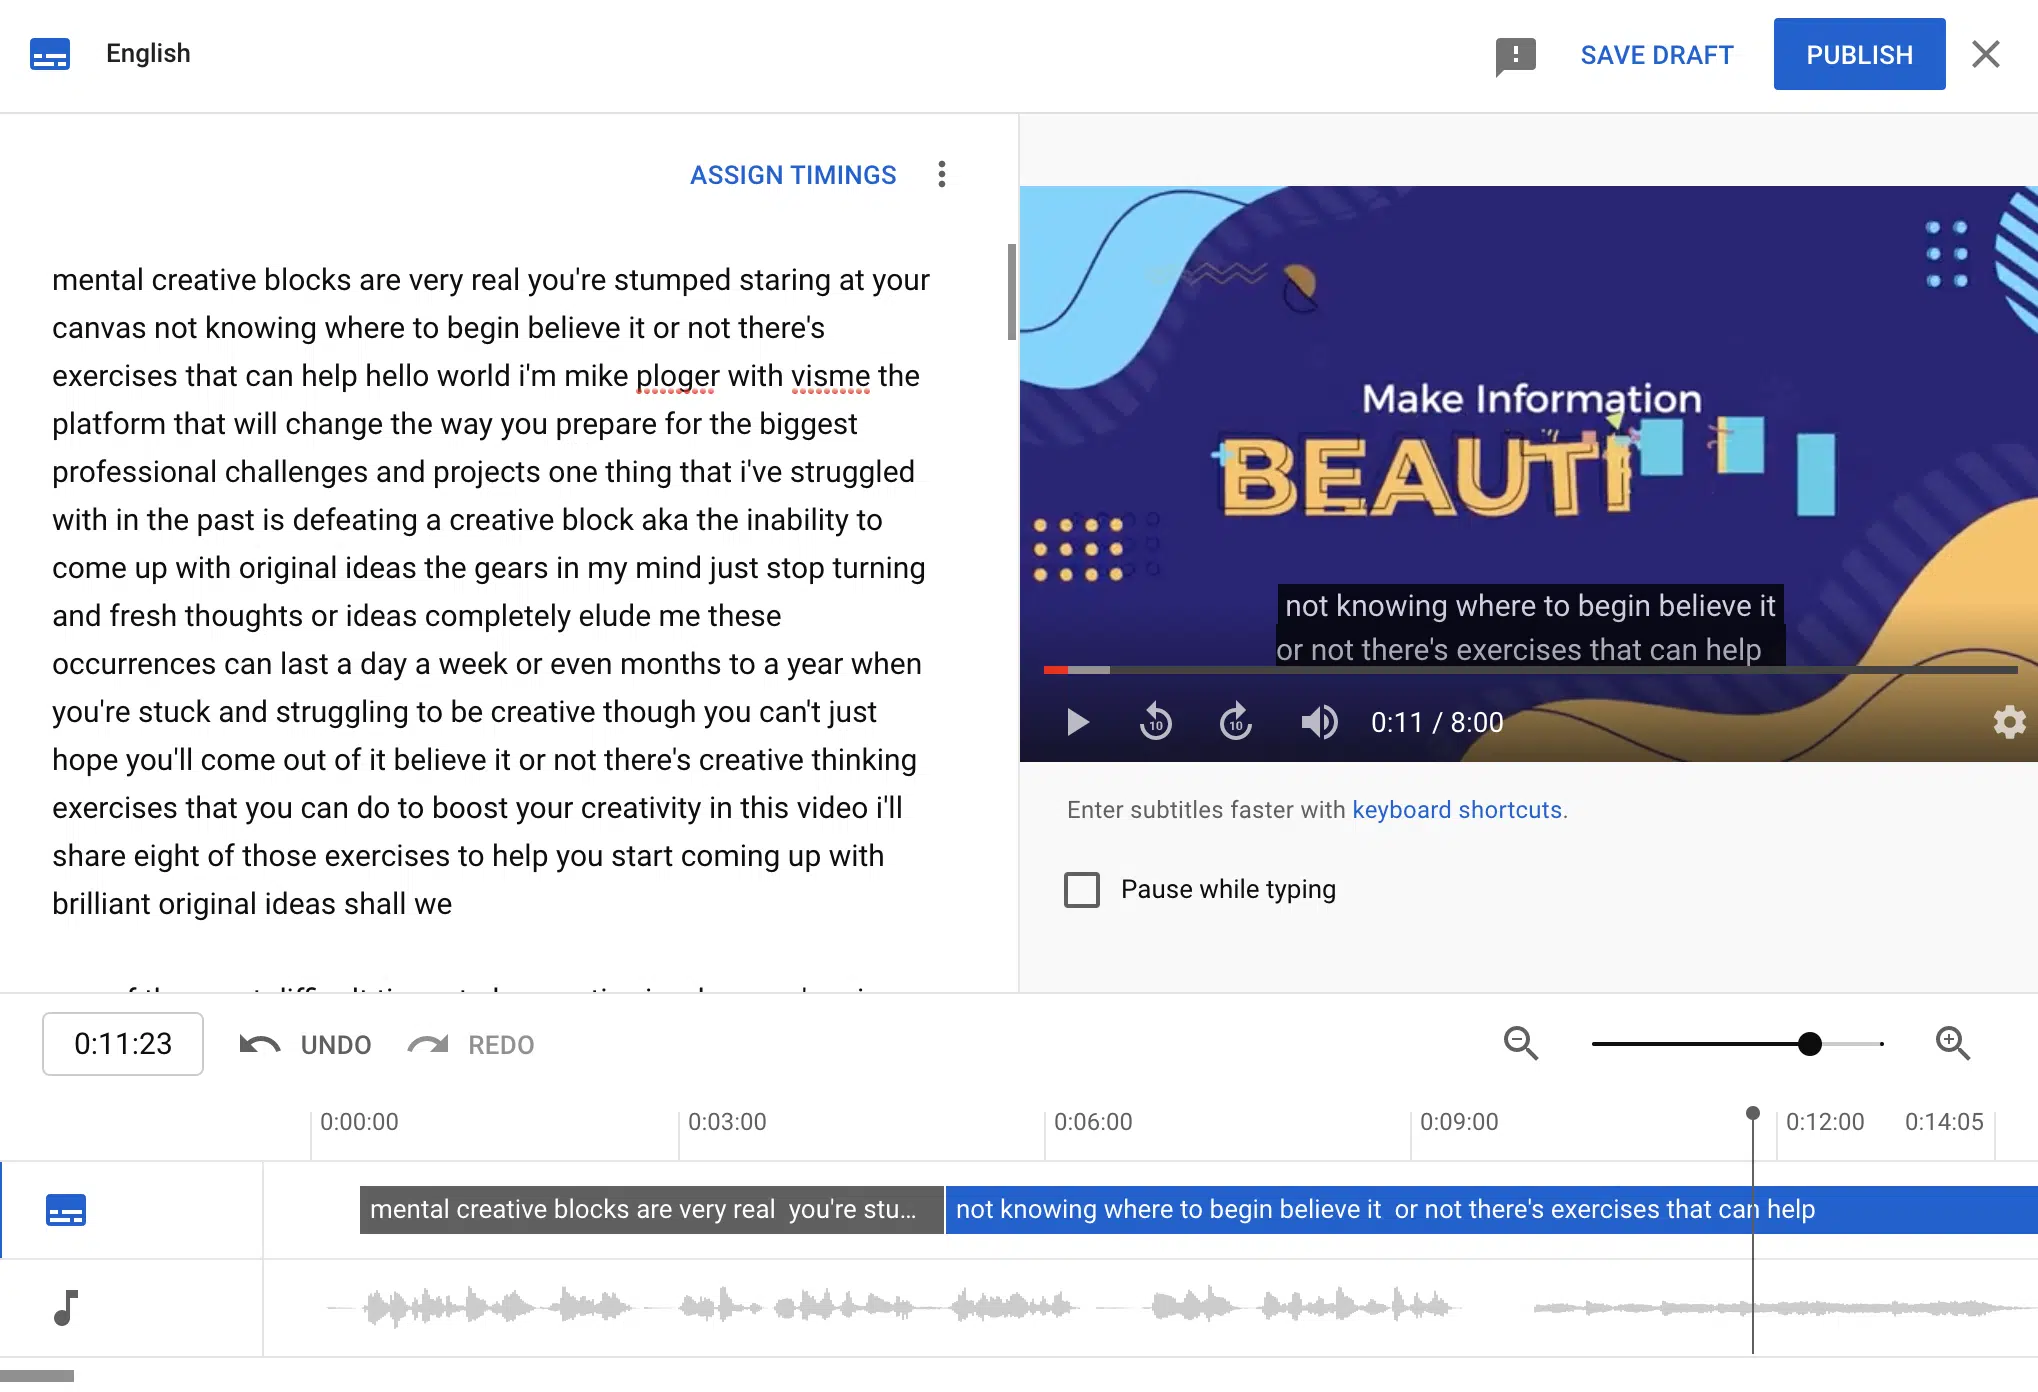 English
SAVE DRAFT
PUBLISH
ASSIGN TIMINGS
mental creative blocks are very real you're stumped staring at your
canvas not knowing where to begin believe it or not there's
exercises that can help hello world i'm mike ploger with visme the
platform that will change the way you prepare for the biggest
professional challenges and projects one thing that i've struggled
with in the past is defeating a creative block aka the inability to
come up with original ideas the gears in my mind just stop turning
and fresh thoughts or ideas completely elude me these
occurrences can last a day a week or even months to a year when
you're stuck and struggling to be creative though you can't just
hope you'll come out of it believe it or not there's creative thinking
exercises that you can do to boost your creativity in this video i'll
share eight of those exercises to help you start coming up with
brilliant original ideas shall we
Make Information
BEAUTI
not knowing where to begin believe it
or not there's exercises that can help
10
10
0:11 / 8:00
Enter subtitles faster with keyboard shortcuts.
Pause while typing
0:11:23
UNDO
REDO
0:00:00
0:03:00
0:06:00
0:09:00
0:12:00
0:14:05
mental creative blocks are very real you're stu...
not knowing where to begin believe it or not there's exercises that can help